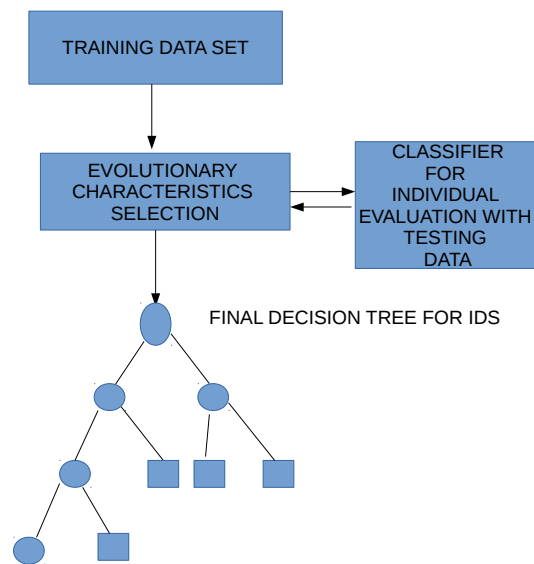 TRAINING DATA SET
EVOLUTIONARY
CHARACTERISTICS
SELECTION
CLASSIFIER
FOR
INDIVIDUAL
EVALUATION WITH
TESTING
DATA
FINAL DECISION TREE FOR IDS